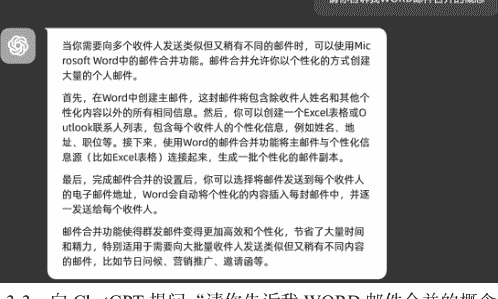 请你告诉我WORD邮件合并的概念
当你需要向多个收件人发送类似但又稍有不同的邮件时，可以使用Mic
rosoft Word中的邮件合并功能。邮件合并允许你以个性化的方式创建
大量的个人邮件。
首先，在Word中创建主邮件，这封邮件将包含除收件人姓名和其他个
性化内容以外的所有相同信息。然后，你可以创建一个Excel表格或O
utlook联系人列表，包含每个收件人的个性化信息，例如姓名、地
址、职位等。接下来，使用Word的邮件合并功能将主邮件与个性化信
息源（比如Excel表格）连接起来，生成一批个性化的邮件副本。
最后，完成邮件合并的设置后，你可以选择将邮件发送到每个收件人
的电子邮件地址，Word会自动将个性化的内容插入每封邮件中，并逐
一发送给每个收件人。
邮件合并功能使得群发邮件变得更加高效和个性化，节省了大量时间
和精力，特别适用于需要向大批量收件人发送类似但又稍有不同内容
的邮件，比如节日问候、营销推广、邀请函等。
3-3 向 ChatGPT 提问“请你告诉我 WORD 邮件合并的概念